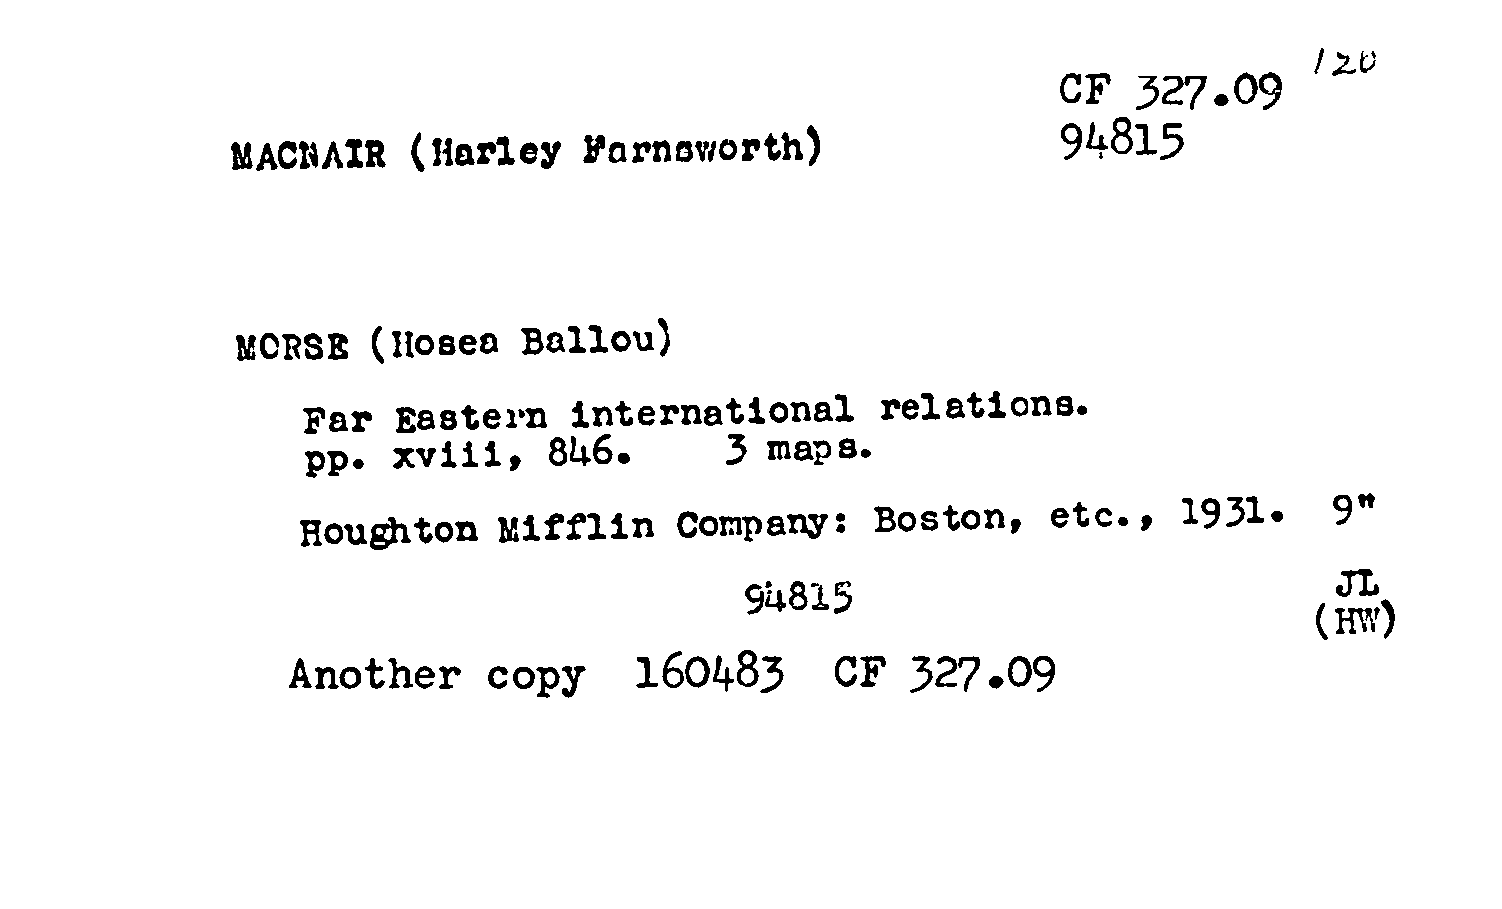 120
CF 327.09
MACNAIR (Harley Farnsworth) 94815
MORSE (Hosea Ballou)
Far Eastern international relations.
pp. xviii, 846. 3 maps.
Houghton Mifflin Company: Boston, etc., 1931. 9"
94815 JL
(HW)
Another copy 160483 CF 327.09